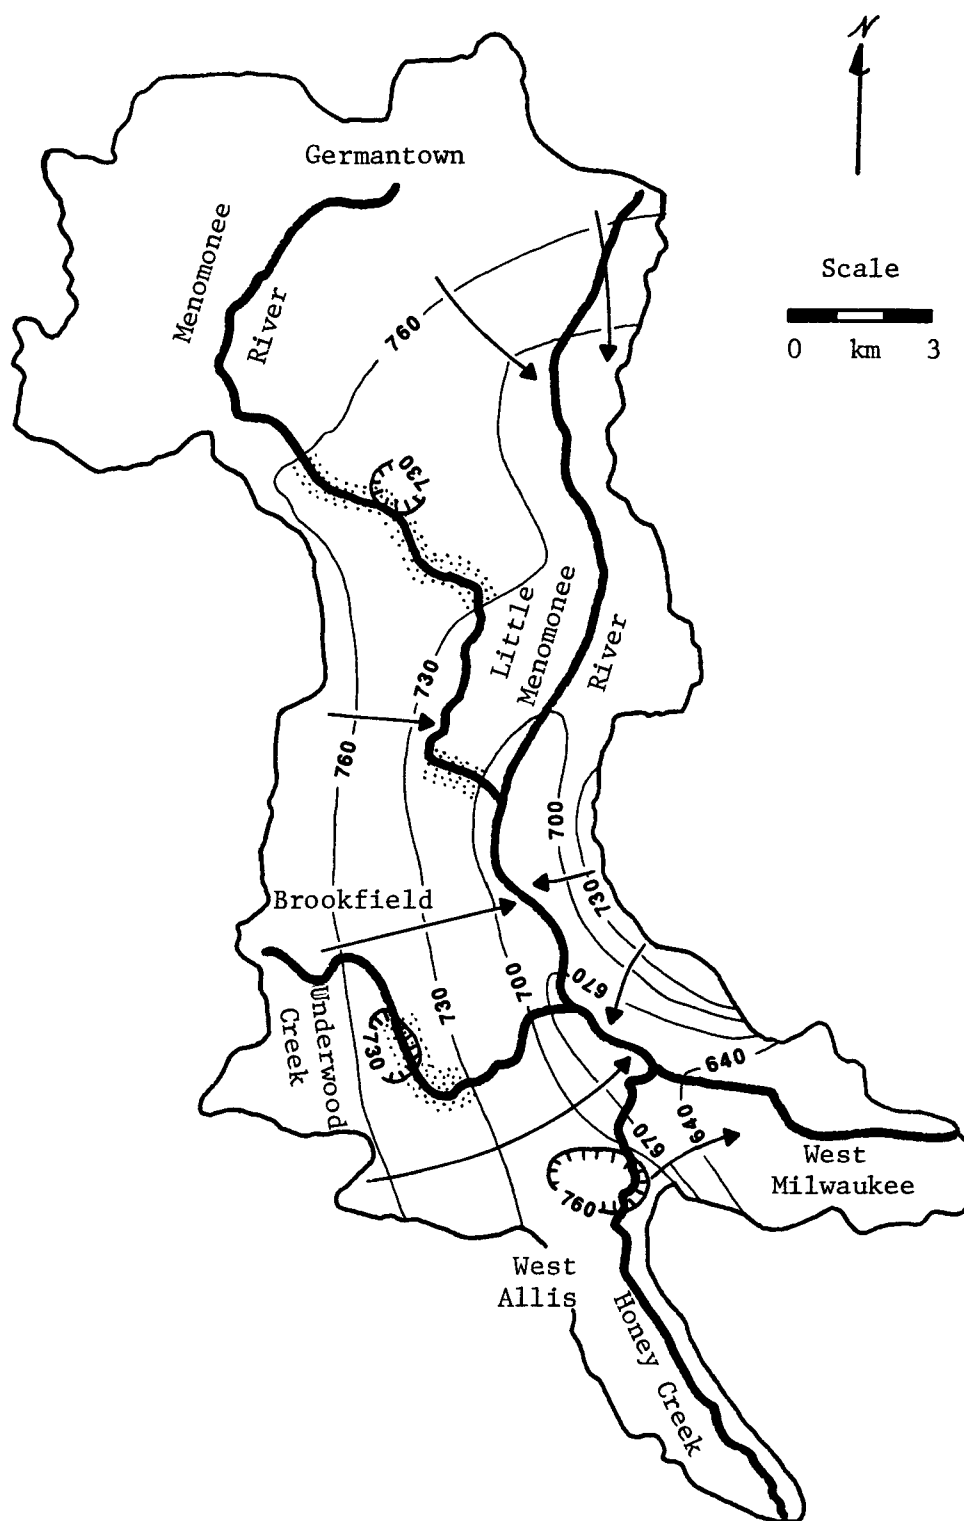 N
Germantown
Menomonee
River
760
Scale
0 km 3
730
Little
Menomonee
River
730
760
700
730
Brookfield
670
700
730
Underwood
Creek
730
640
640
670
West
Milwaukee
760
West
Allis
Honey Creek